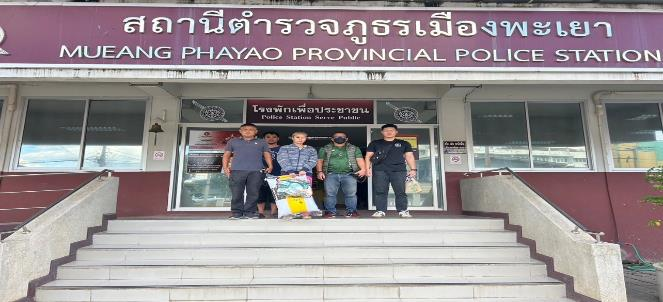 สถานีตำรวจภูธรเมืองพะเยา
MUEANG PHAYAO PROVINCIAL POLICE STATION
โรงพักเพื่อประชาชน
Police Station Serve Public